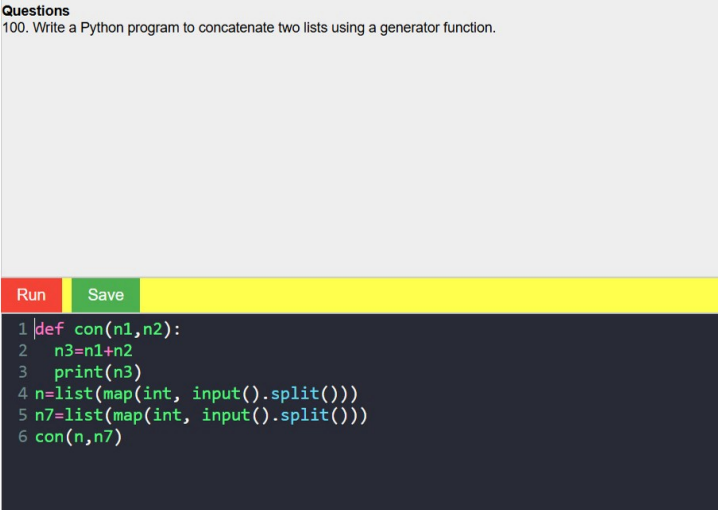 Questions
100. Write a Python program to concatenate two lists using a generator function.
Run Save
1 def con(n1,n2):
2   n3=n1+n2
3   print(n3)
4 n=list(map(int, input().split()))
5 n7=list(map(int, input().split()))
6 con(n,n7)